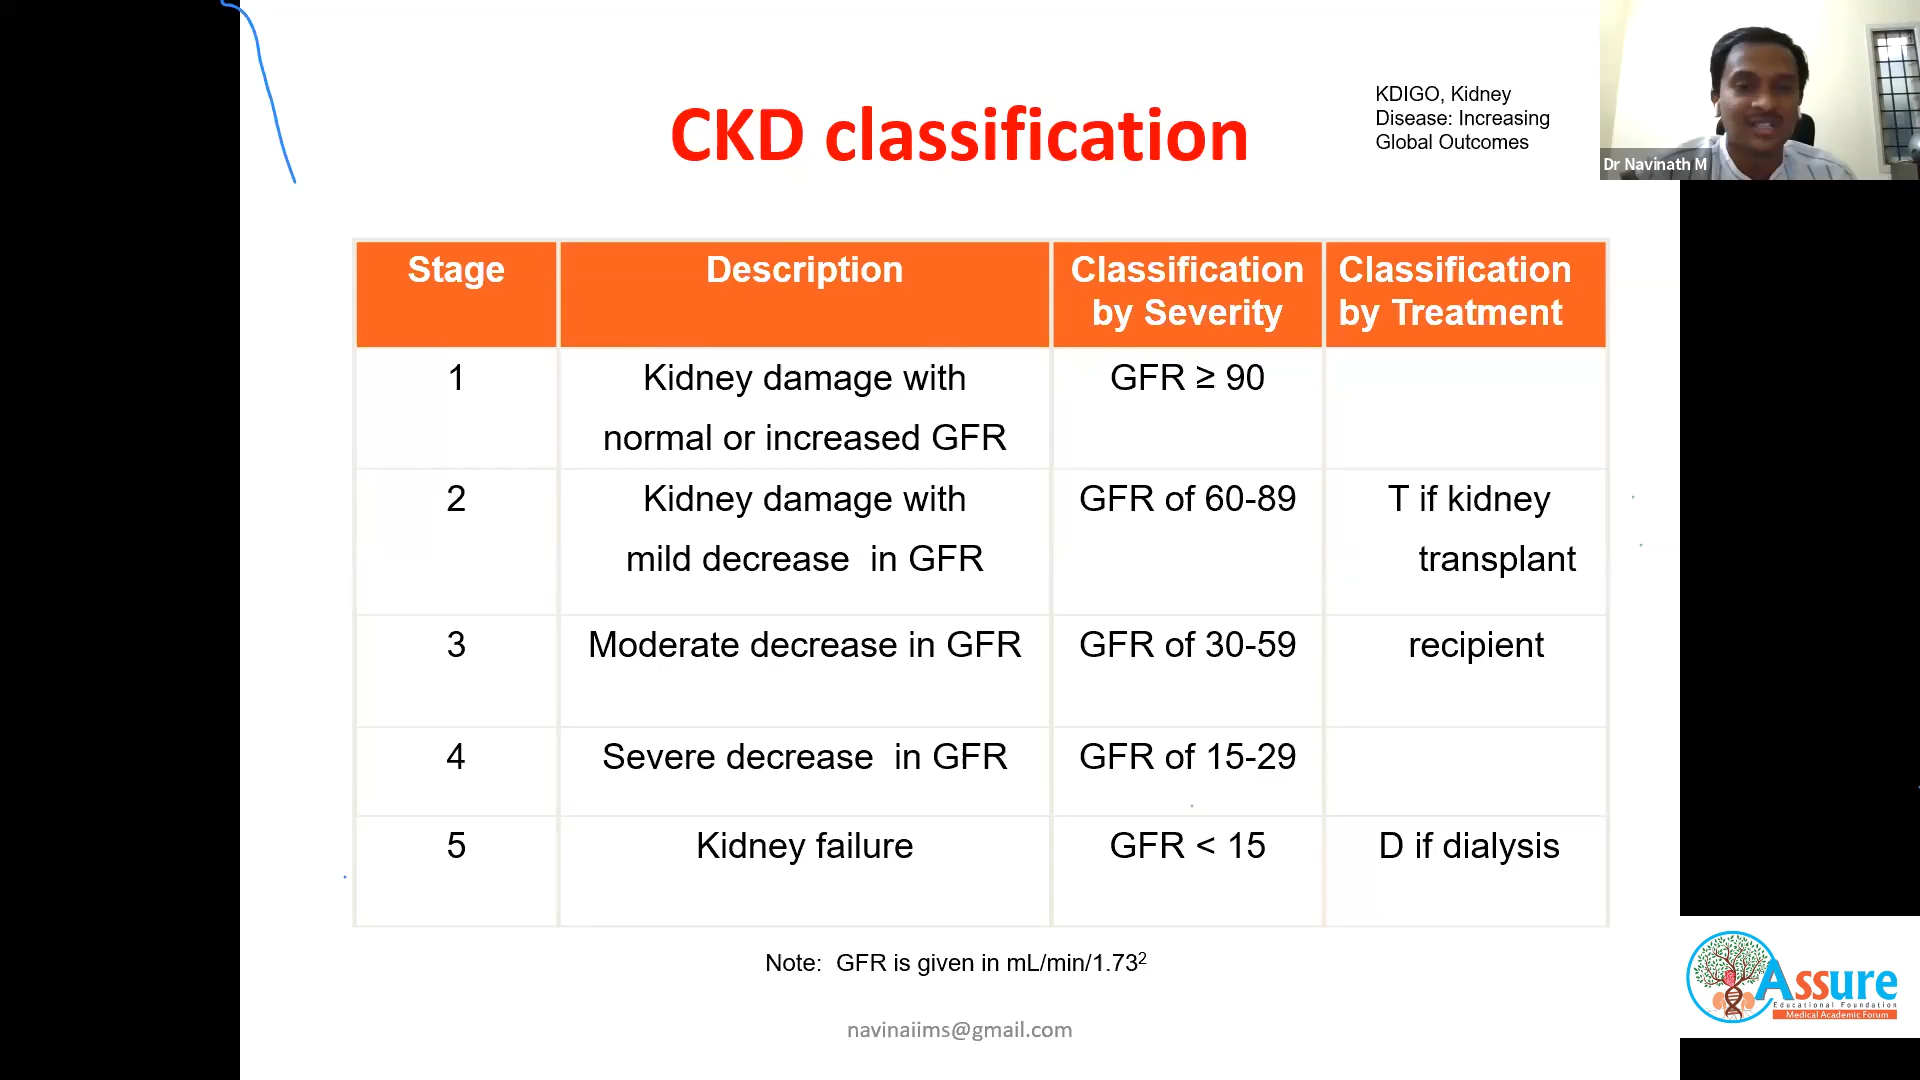 CKD classification
KDIGO, Kidney
Disease: Increasing
Global Outcomes
Dr Navinath M
Stage
Description
Classification
by Severity
Classification
by Treatment
1
Kidney damage with
normal or increased GFR
GFR ≥ 90
2
Kidney damage with
mild decrease  in GFR
GFR of 60-89
T if kidney
transplant
3
Moderate decrease in GFR
GFR of 30-59
recipient
4
Severe decrease  in GFR
GFR of 15-29
5
Kidney failure
GFR < 15
D if dialysis
Note:  GFR is given in mL/min/1.73²
navinaiims@gmail.com
Assure
Educational Foundation
Medical Academic Forum